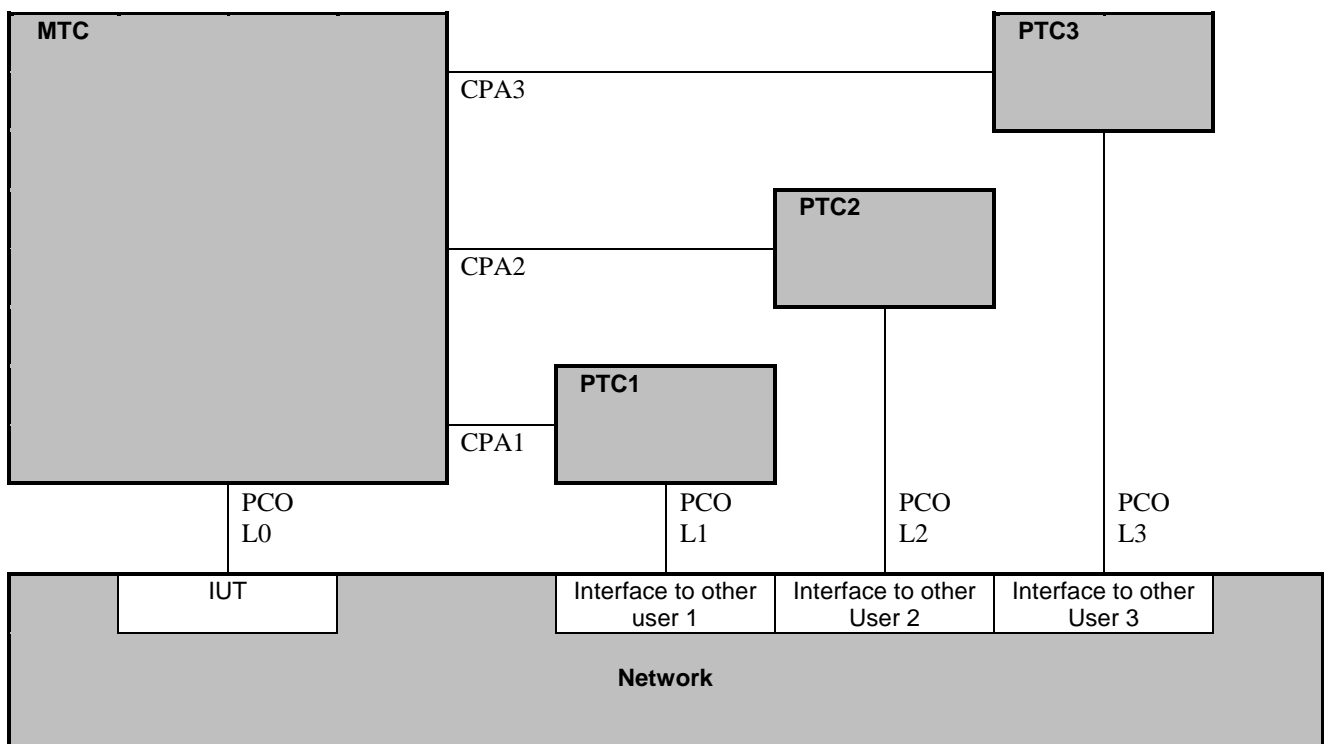 MTC
PTC3
CPA3
PTC2
CPA2
PTC1
CPA1
PCO
L0
PCO
L1
PCO
L2
PCO
L3
IUT
Interface to other
user 1
Interface to other
User 2
Interface to other
User 3
Network